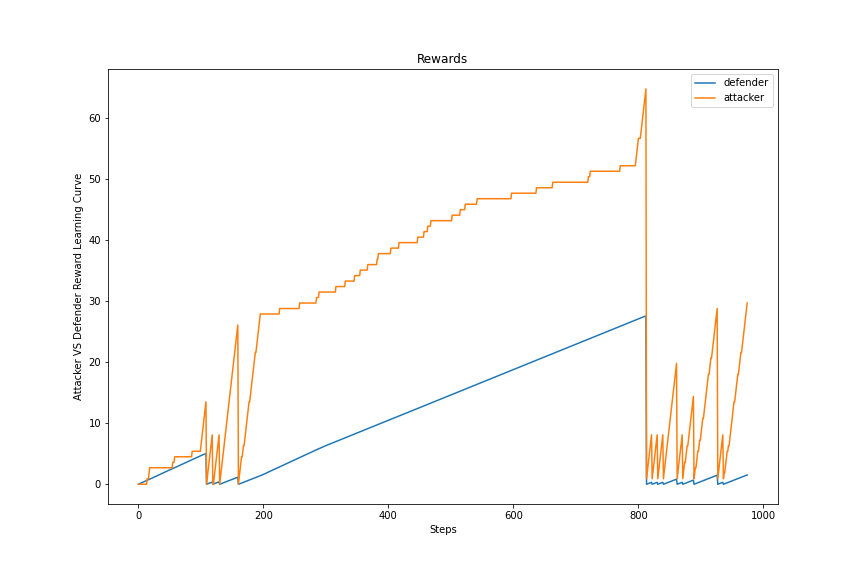 Rewards
defender
attacker
Attacker VS Defender Reward Learning Curve
60
50
40
30
20
10
0
0 200 400 600 800 1000
Steps